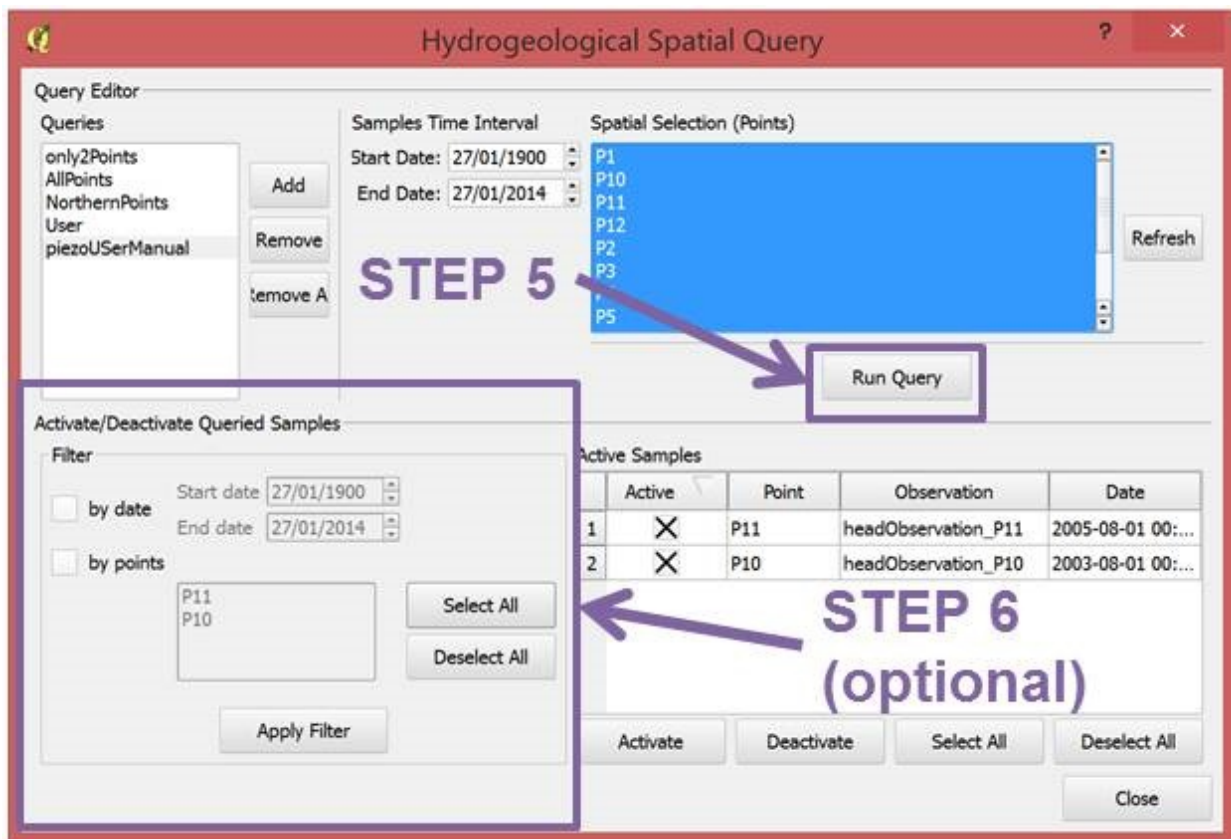 Hydrogeological Spatial Query
?
Query Editor
Queries
only2Points
AllPoints
NorthernPoints
User
piezoUSerManual
Add
Remove
Remove A
Samples Time Interval
Start Date: 27/01/1900
End Date: 27/01/2014
Spatial Selection (Points)
P1
P10
P11
P12
P2
P3
P5
Refresh
STEP 5
Run Query
Activate/Deactivate Queried Samples
Filter
by date
Start date 27/01/1900
End date 27/01/2014
by points
P11
P10
Select All
Deselect All
Apply Filter
Active Samples
Active Point Observation Date
1 P11 headObservation_P11 2005-08-01 00:...
2 P10 headObservation_P10 2003-08-01 00:...
STEP 6
(optional)
Activate Deactivate Select All Deselect All
Close